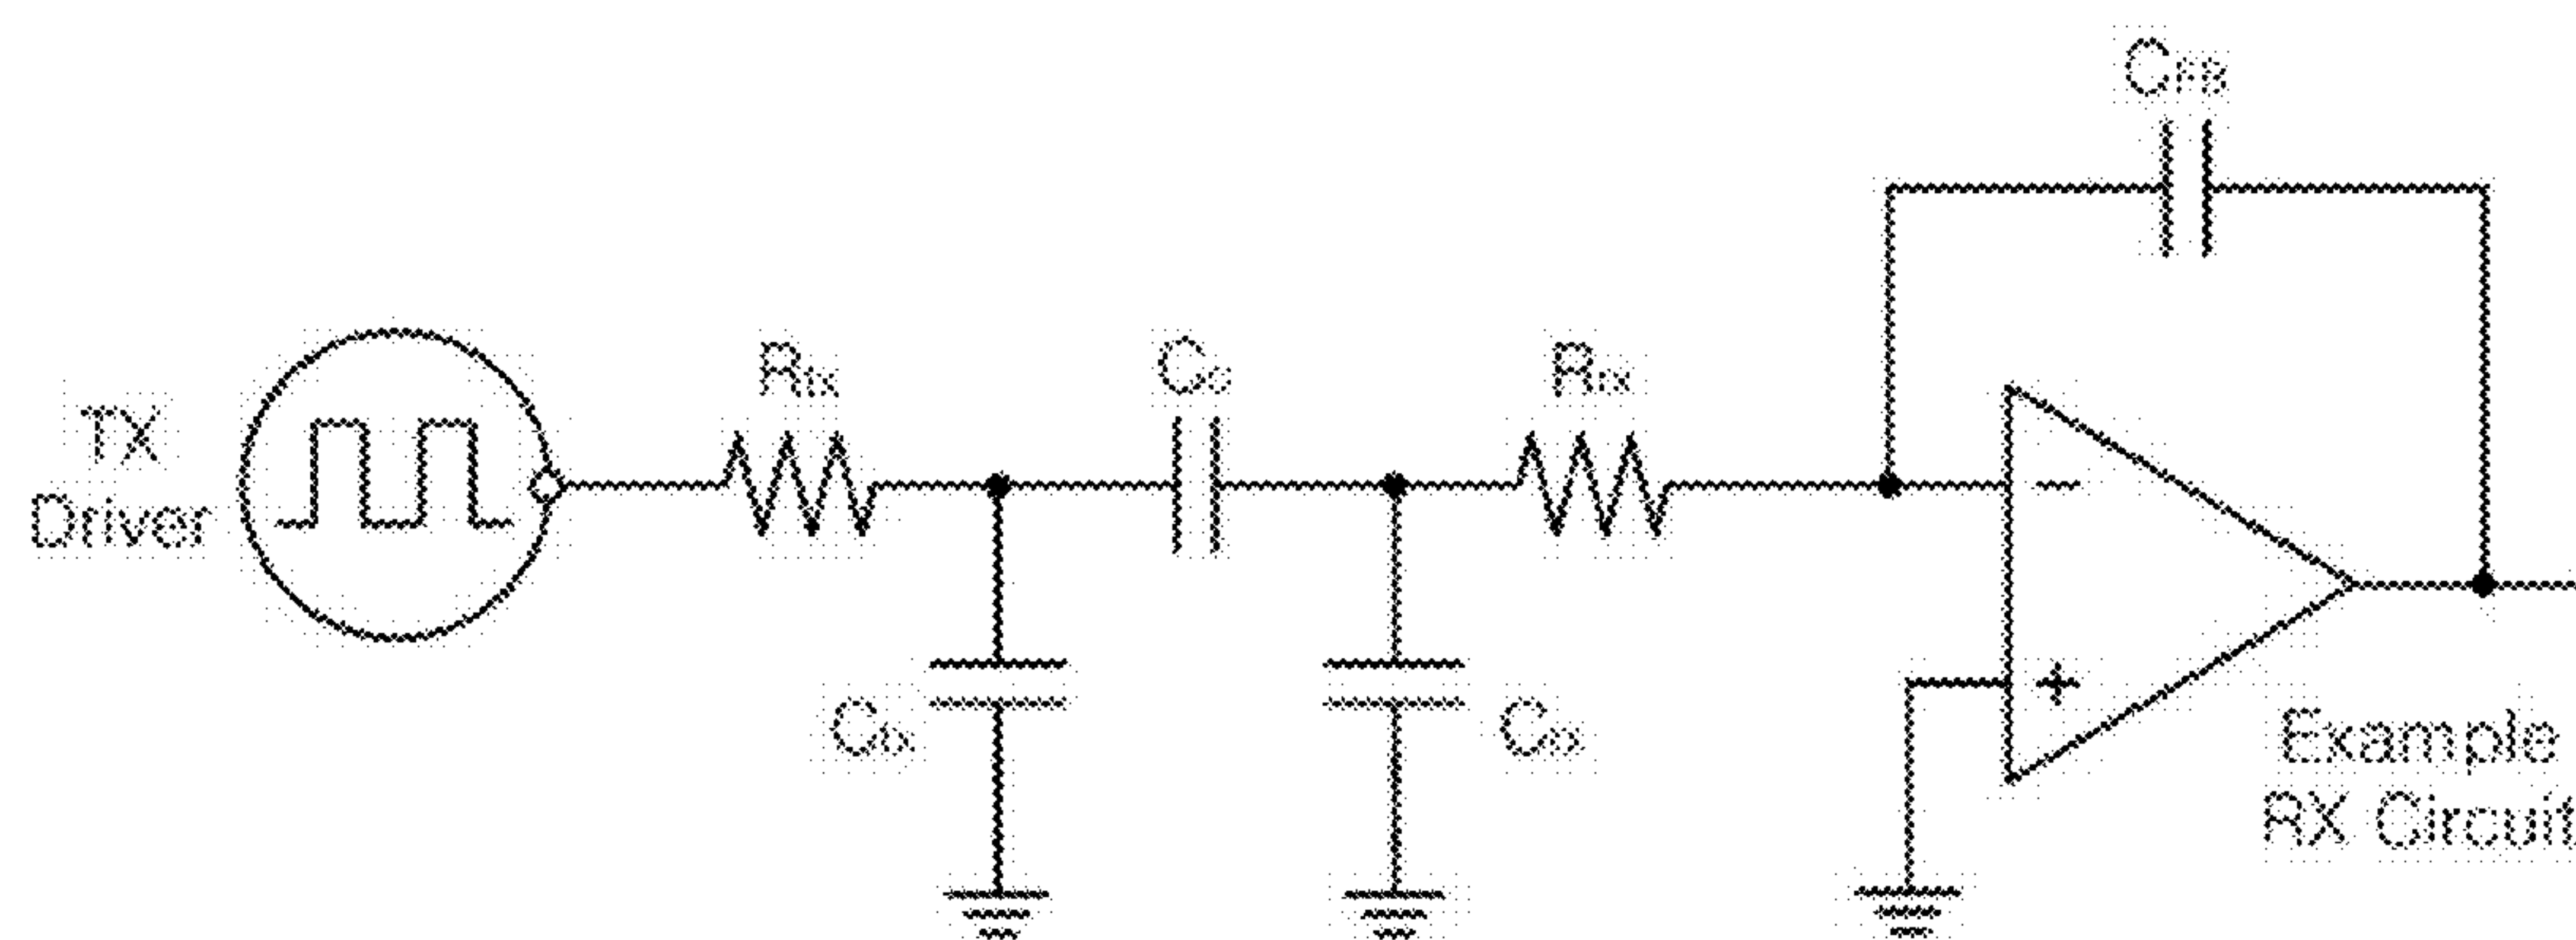 CFB
Rtx
Cc
Rrx
TX
Driver
−
+
Example
RX Circuit